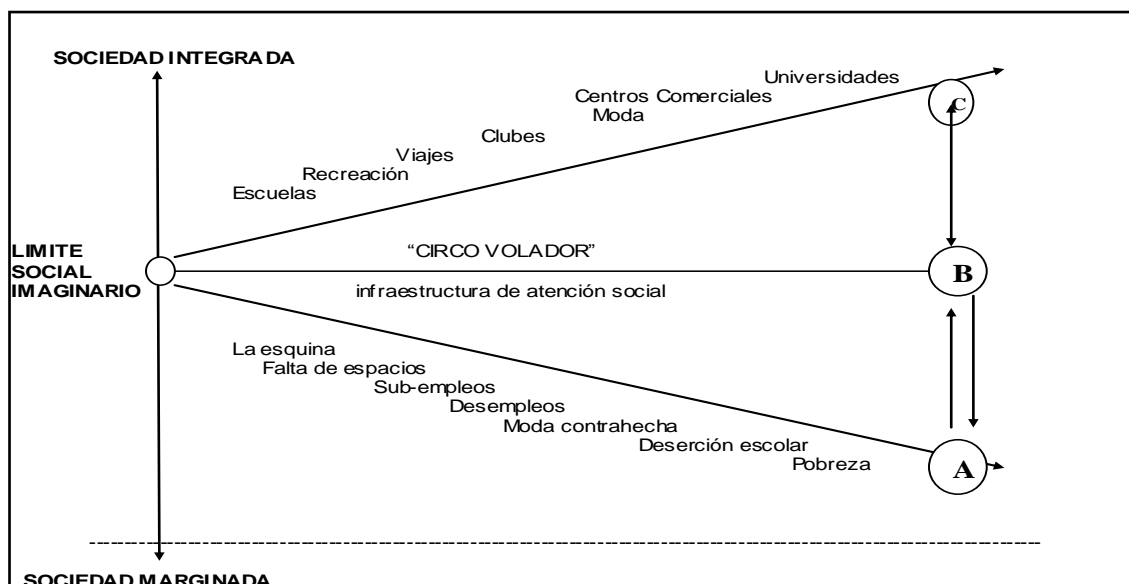 SOCIEDAD INTEGRADA
Universidades
Centros Comerciales
C
Moda
Clubes
Viajes
Recreación
Escuelas
LIMITE
SOCIAL
IMAGINARIO
“CIRCO VOLADOR”
B
infraestructura de atención social
La esquina
Falta de espacios
Sub-empleos
Desempleos
Moda contrahecha
Deserción escolar
Pobreza
A
SOCIEDAD MARGINADA